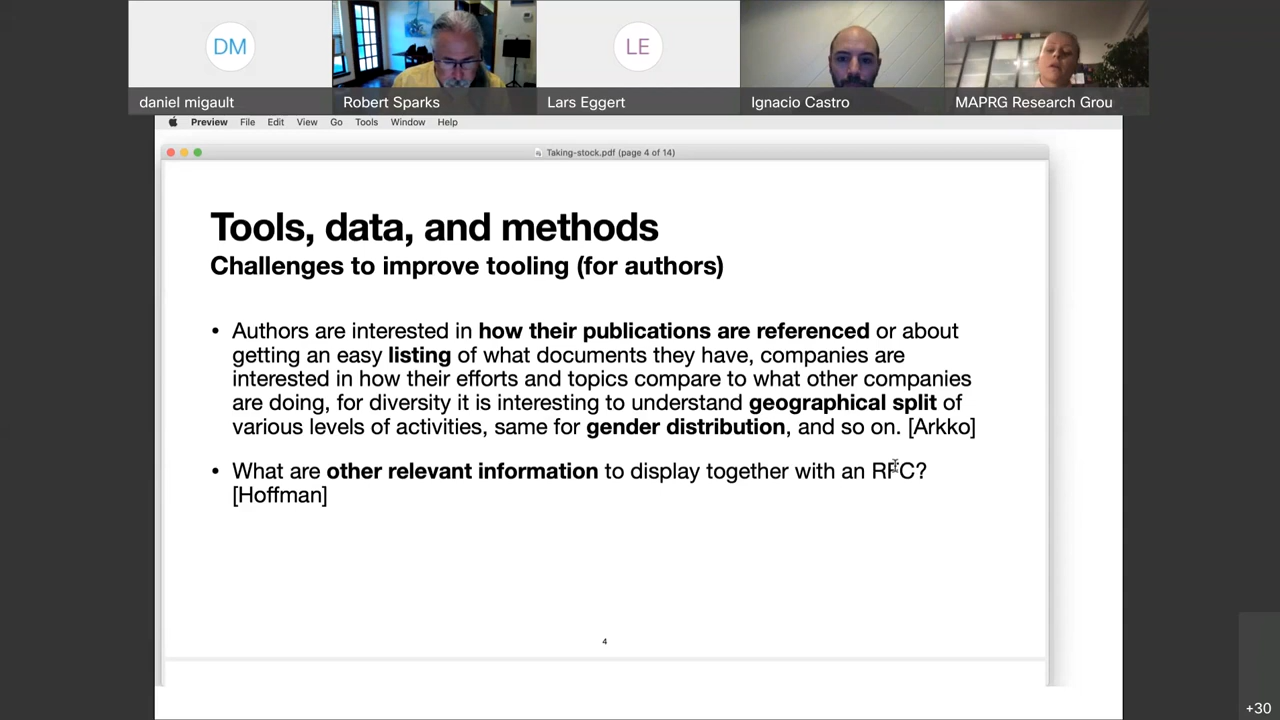 DM
LE
daniel migault
Robert Sparks
Lars Eggert
Ignacio Castro
MAPRG Research Grou
Preview File Edit View Go Tools Window Help
Taking-stock.pdf (page 4 of 14)
Tools, data, and methods
Challenges to improve tooling (for authors)
• Authors are interested in how their publications are referenced or about
getting an easy listing of what documents they have, companies are
interested in how their efforts and topics compare to what other companies
are doing, for diversity it is interesting to understand geographical split of
various levels of activities, same for gender distribution, and so on. [Arkko]
• What are other relevant information to display together with an RFC?
[Hoffman]
4
+30